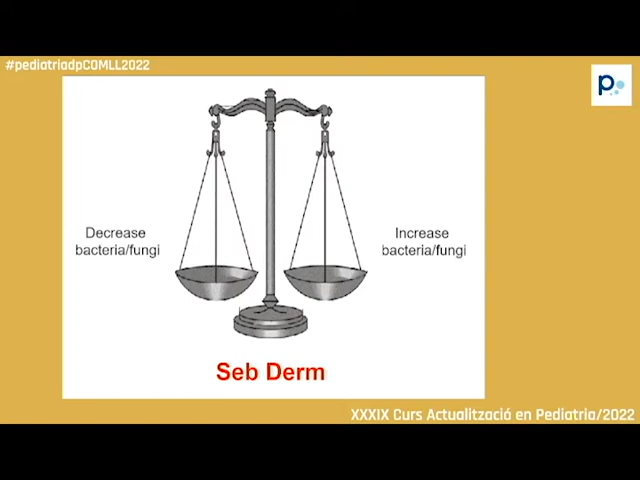 #pediatriadpCOMLL2022
p.
Decrease
bacteria/fungi
Increase
bacteria/fungi
Seb Derm
XXXIX Curs Actualització en Pediatria/2022